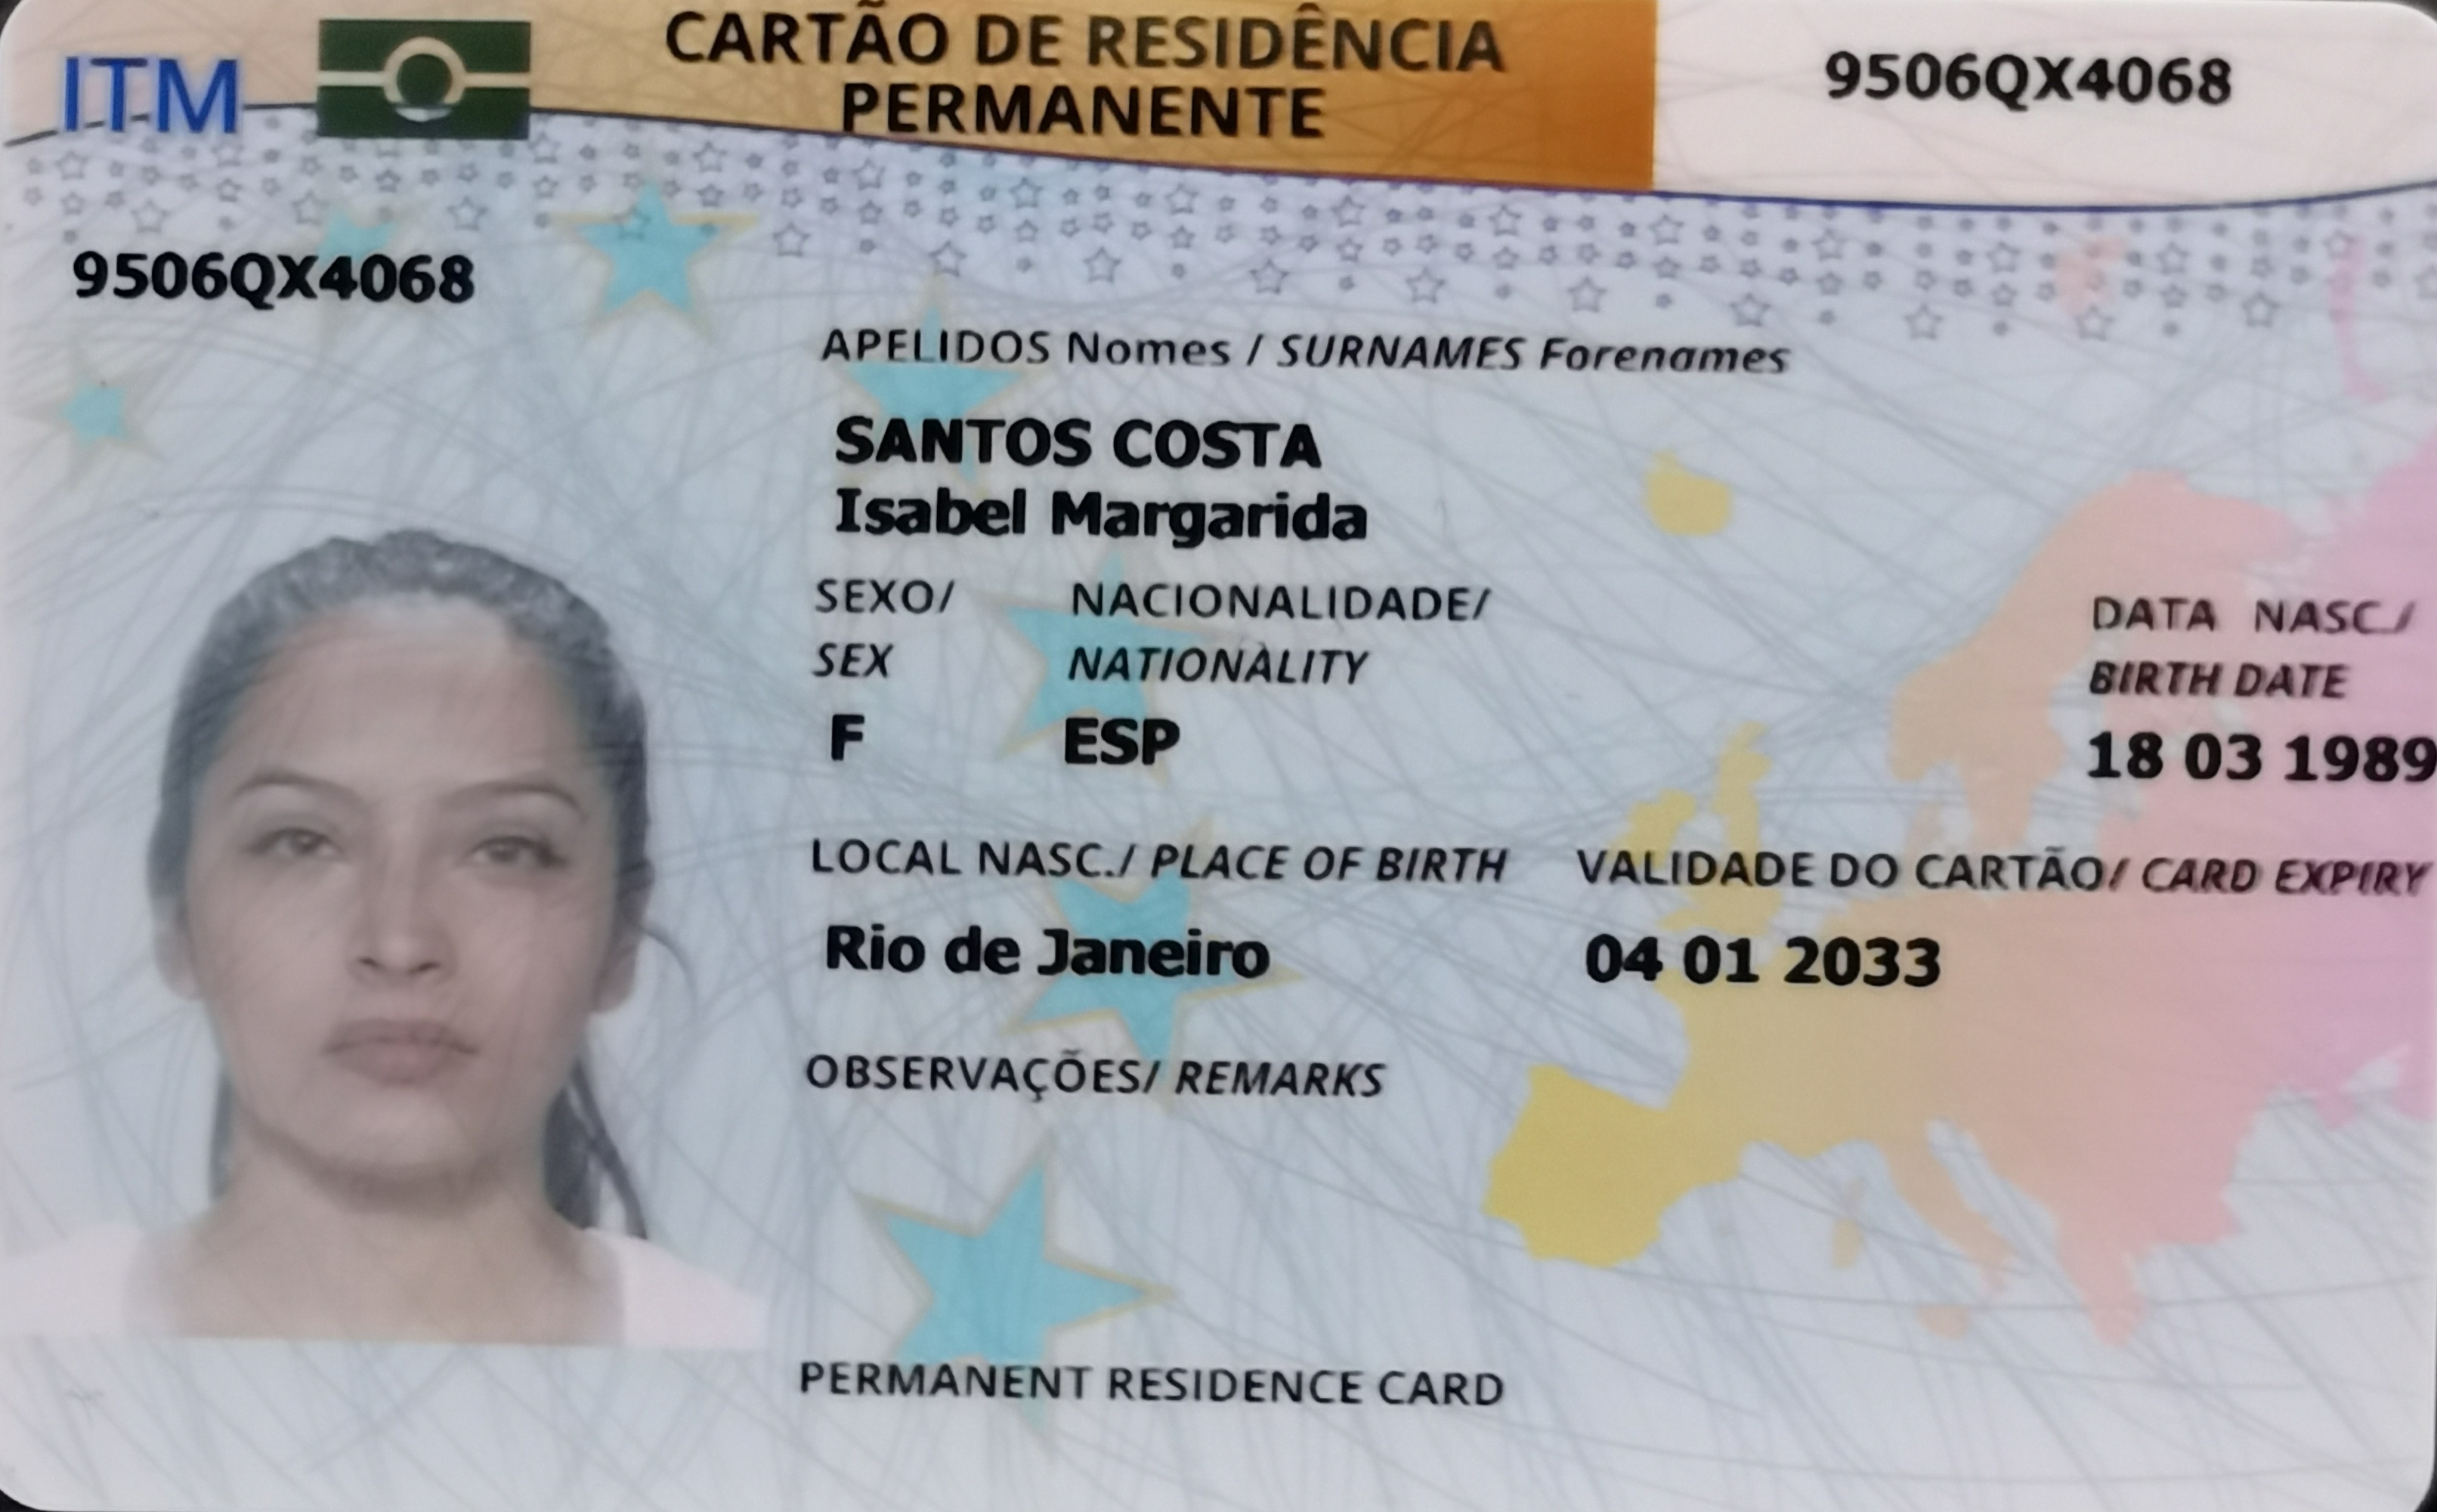 ITM
CARTÃO DE RESIDÊNCIA
PERMANENTE
9506QX4068
9506QX4068
APELIDOS Nomes / SURNAMES Forenames
SANTOS COSTA
Isabel Margarida
SEXO/ NACIONALIDADE/ DATA NASC./
SEX NATIONALITY BIRTH DATE
F ESP 18 03 1989
LOCAL NASC./ PLACE OF BIRTH VALIDADE DO CARTÃO/ CARD EXPIRY
Rio de Janeiro 04 01 2033
OBSERVAÇÕES/ REMARKS
PERMANENT RESIDENCE CARD